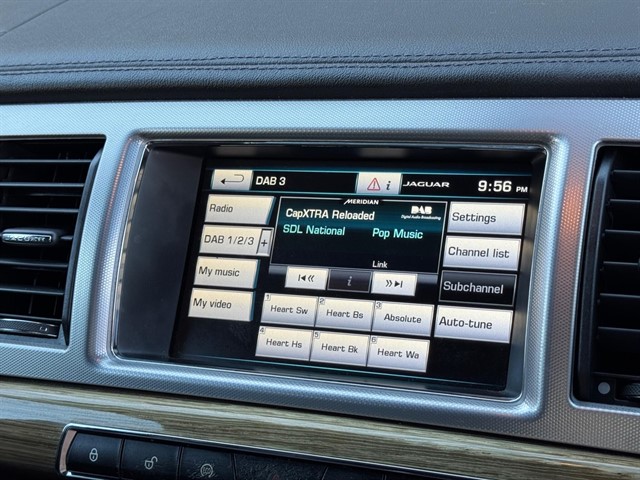 DAB 3
i
JAGUAR
9:56 PM
Radio
MERIDIAN
DAB
Digital Audio Broadcasting
CapXTRA Reloaded
SDL National Pop Music
Settings
DAB 1/2/3 +
Channel list
Link
My music
i
Subchannel
My video
1 Heart Sw
2 Heart Bs
3 Absolute
Auto-tune
4 Heart Hs
5 Heart Bk
6 Heart Wa